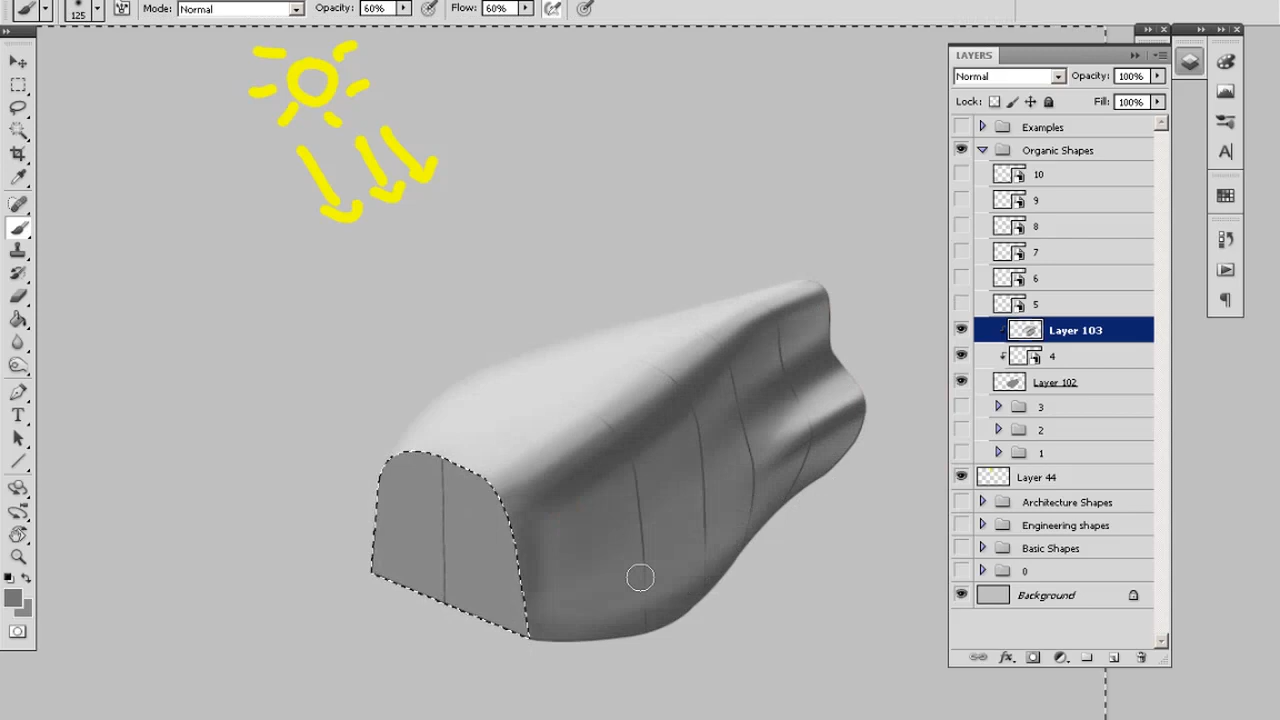 125 Mode: Normal Opacity: 60% Flow: 60%
LAYERS
Normal Opacity: 100%
Lock: Fill: 100%
Examples
Organic Shapes
10
9
8
7
6
5
Layer 103
4
Layer 102
3
2
1
Layer 44
Architecture Shapes
Engineering shapes
Basic Shapes
0
Background